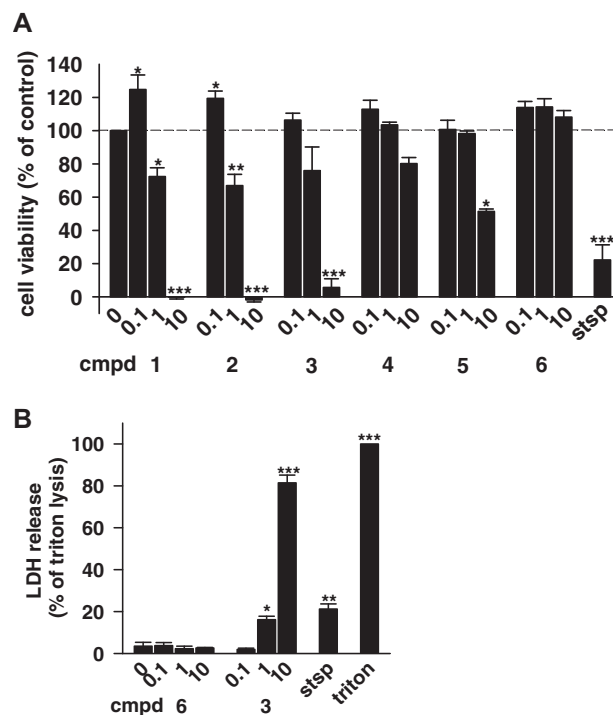 A
cell viability (% of control)
140
120
100
80
60
40
20
0
* * *** * ** *** *** * ***
0 0.1 1 10 0.1 1 10 0.1 1 10 0.1 1 10 0.1 1 10 0.1 1 10 stsp
cmpd 1 2 3 4 5 6
B
LDH release
(% of triton lysis)
100
80
60
40
20
0
* *** ** ***
0 0.1 1 10 0.1 1 10 stsp triton
cmpd 6 3